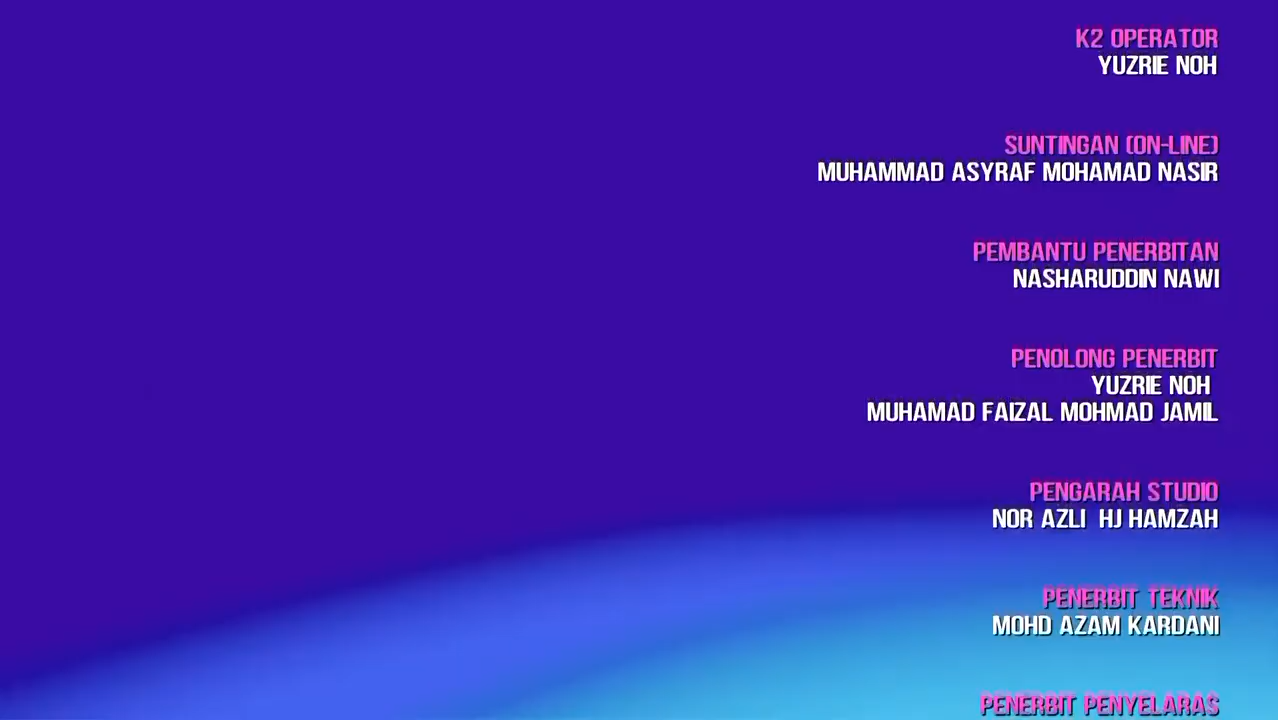 K2 OPERATOR
YUZRIE NOH
SUNTINGAN (ON-LINE)
MUHAMMAD ASYRAF MOHAMAD NASIR
PEMBANTU PENERBITAN
NASHARUDDIN NAWI
PENOLONG PENERBIT
YUZRIE NOH
MUHAMAD FAIZAL MOHMAD JAMIL
PENGARAH STUDIO
NOR AZLI HJ HAMZAH
PENERBIT TEKNIK
MOHD AZAM KARDANI
PENERBIT PENYELARAS